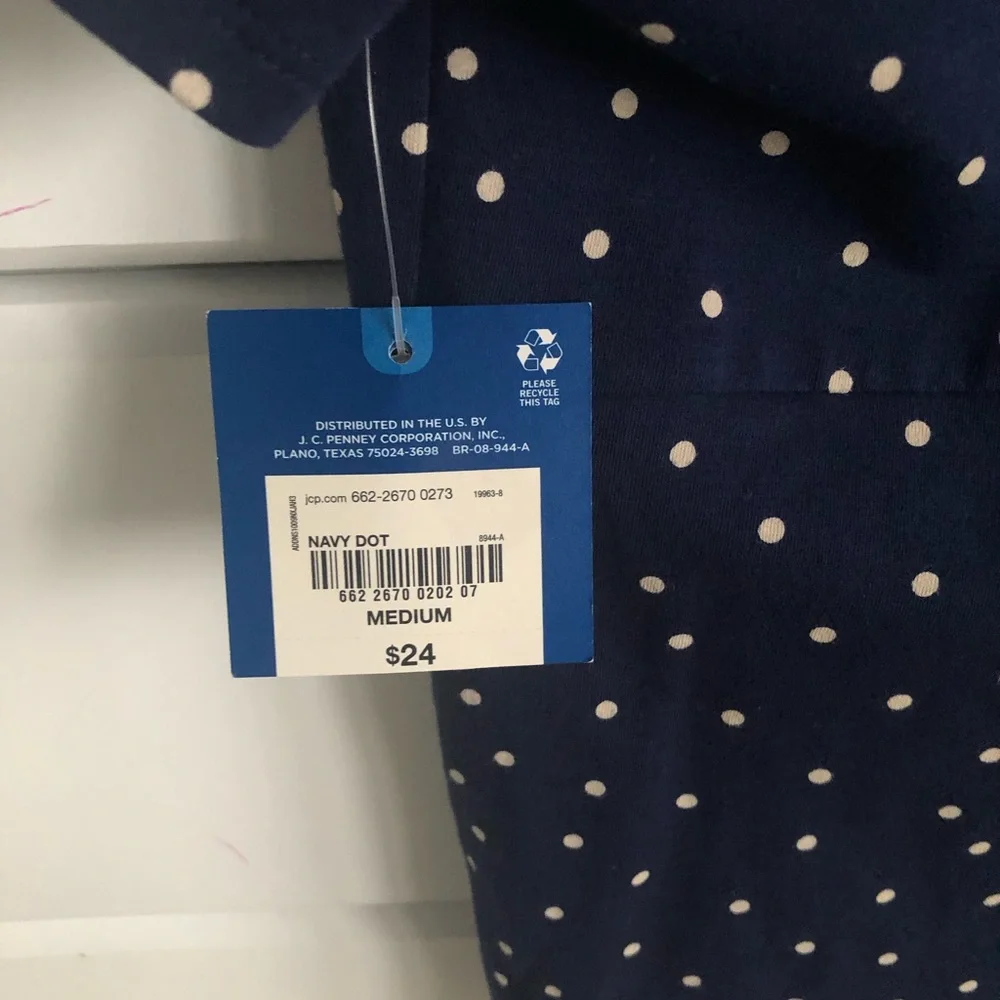 PLEASE
RECYCLE
THIS TAG
DISTRIBUTED IN THE U.S. BY
J. C. PENNEY CORPORATION, INC.,
PLANO, TEXAS 75024-3698 BR-08-944-A
jcp.com 662-2670 0273 19963-8
NAVY DOT 8944-A
662 2670 0202 07
MEDIUM
$24